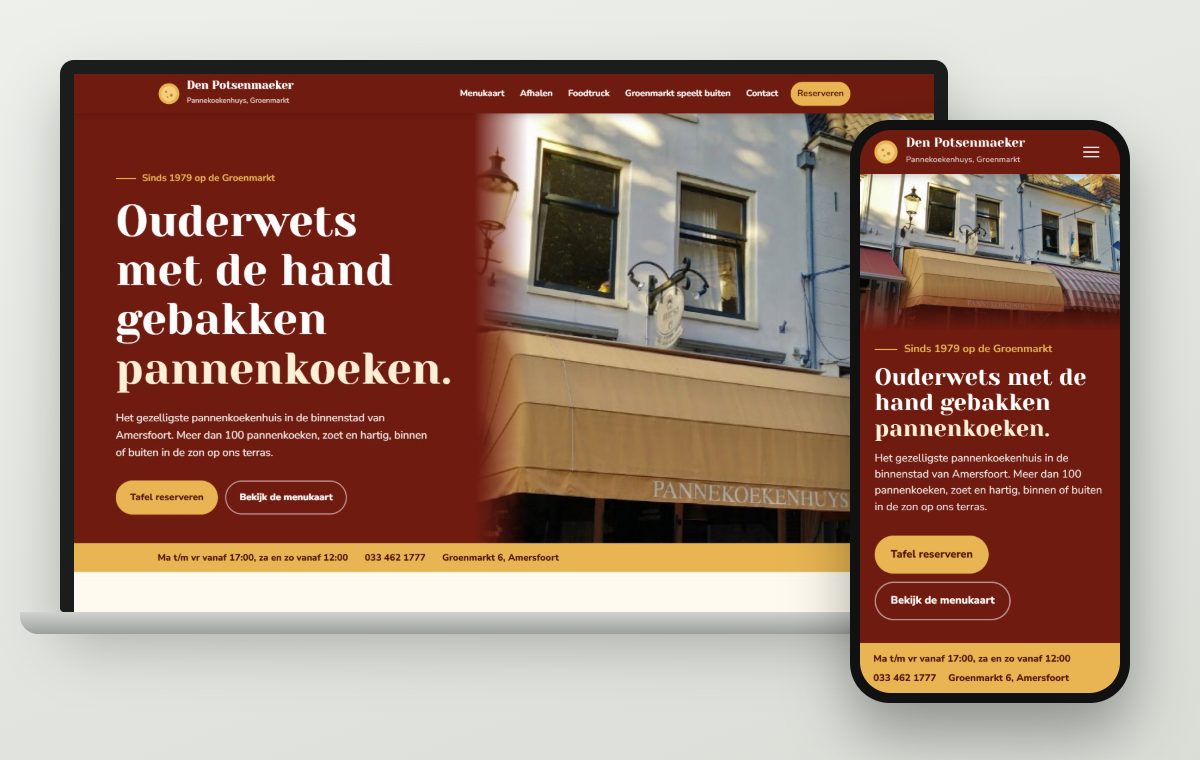 Den Potsenmaeker
Pannekoekenhuys, Groenmarkt
Menukaart Afhalen Foodtruck Groenmarkt speelt buiten Contact Reserveren
Sinds 1979 op de Groenmarkt
Ouderwets
met de hand
gebakken
pannenkoeken.
Het gezelligste pannenkoekenhuis in de binnenstad van
Amersfoort. Meer dan 100 pannenkoeken, zoet en hartig, binnen
of buiten in de zon op ons terras.
Tafel reserveren Bekijk de menukaart
PANNEKOEKENHUYS
Ma t/m vr vanaf 17:00, za en zo vanaf 12:00 033 462 1777 Groenmarkt 6, Amersfoort
Den Potsenmaeker
Pannekoekenhuys, Groenmarkt
PANNEKOEKENHUYS
Sinds 1979 op de Groenmarkt
Ouderwets met de
hand gebakken
pannenkoeken.
Het gezelligste pannenkoekenhuis in de
binnenstad van Amersfoort. Meer dan 100
pannenkoeken, zoet en hartig, binnen of buiten
in de zon op ons terras.
Tafel reserveren
Bekijk de menukaart
Ma t/m vr vanaf 17:00, za en zo vanaf 12:00
033 462 1777 Groenmarkt 6, Amersfoort